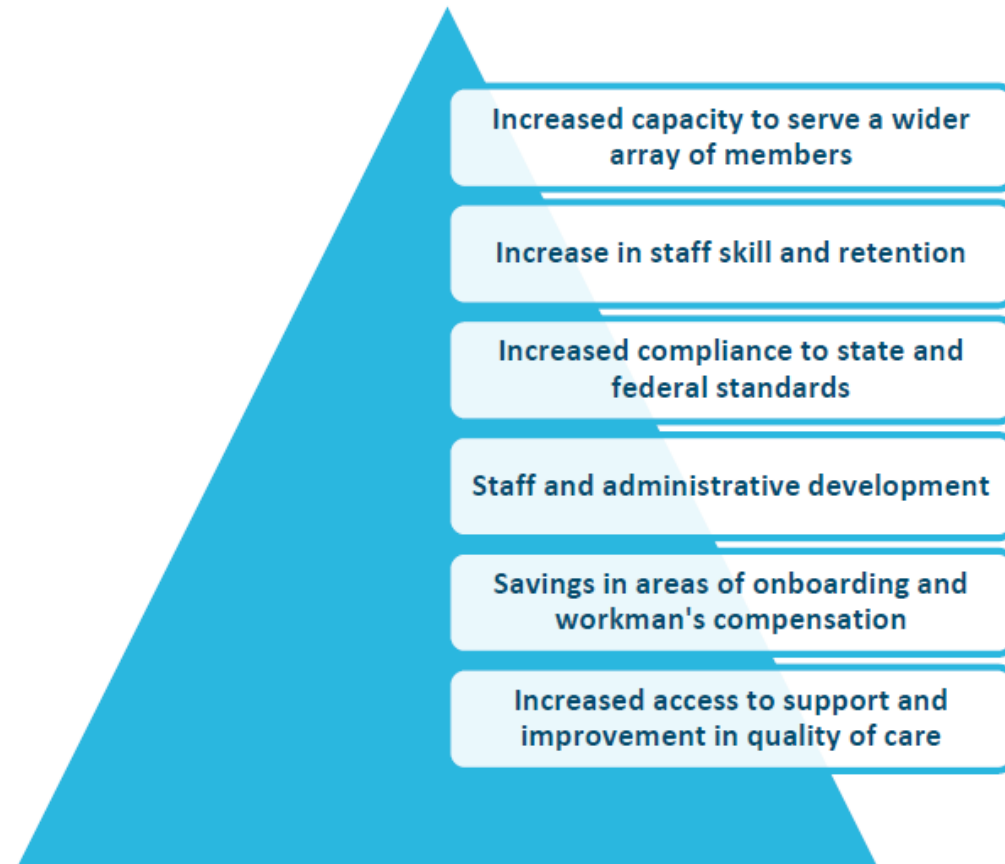 Increased capacity to serve a wider
array of members
Increase in staff skill and retention
Increased compliance to state and
federal standards
Staff and administrative development
Savings in areas of onboarding and
workman's compensation
Increased access to support and
improvement in quality of care